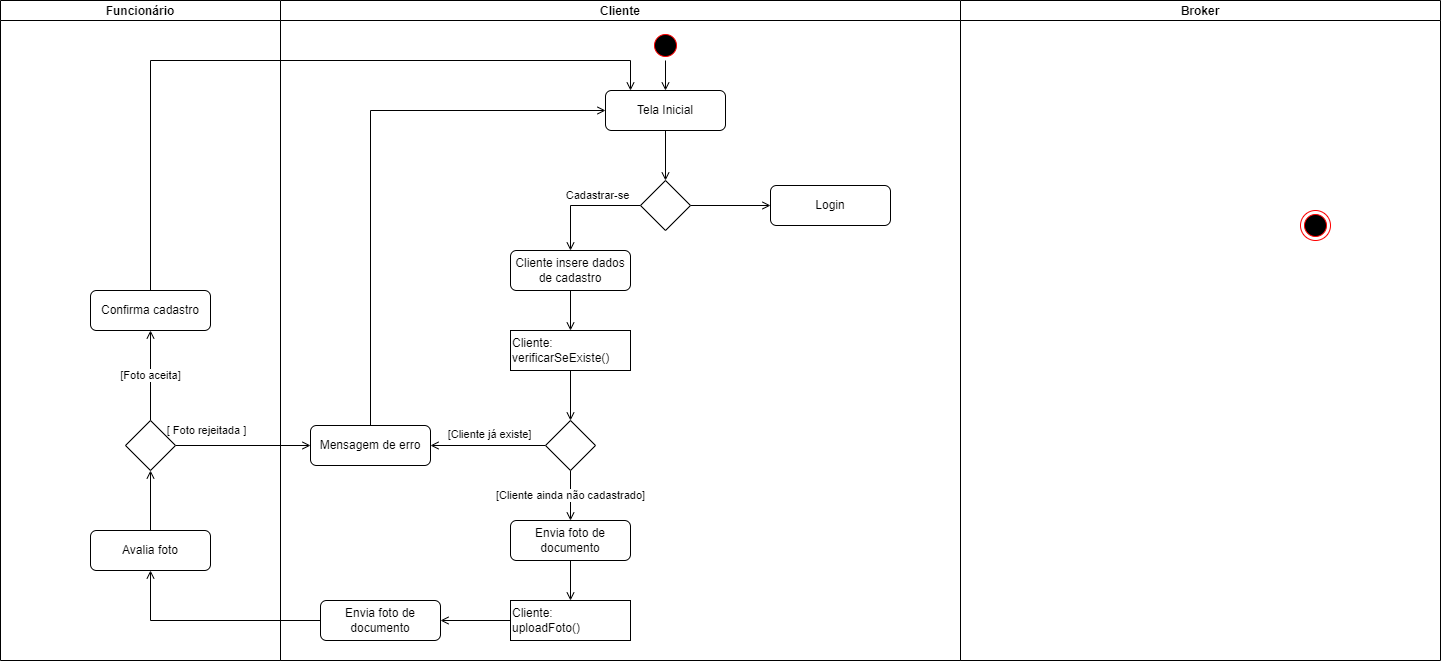 Funcionário
Cliente
Broker
Tela Inicial
Cadastrar-se
Login
Cliente insere dados
de cadastro
Confirma cadastro
Cliente:
verificarSeExiste()
[Foto aceita]
[ Foto rejeitada ]
Mensagem de erro
[Cliente já existe]
[Cliente ainda não cadastrado]
Envia foto de
documento
Avalia foto
Envia foto de
documento
Cliente:
uploadFoto()